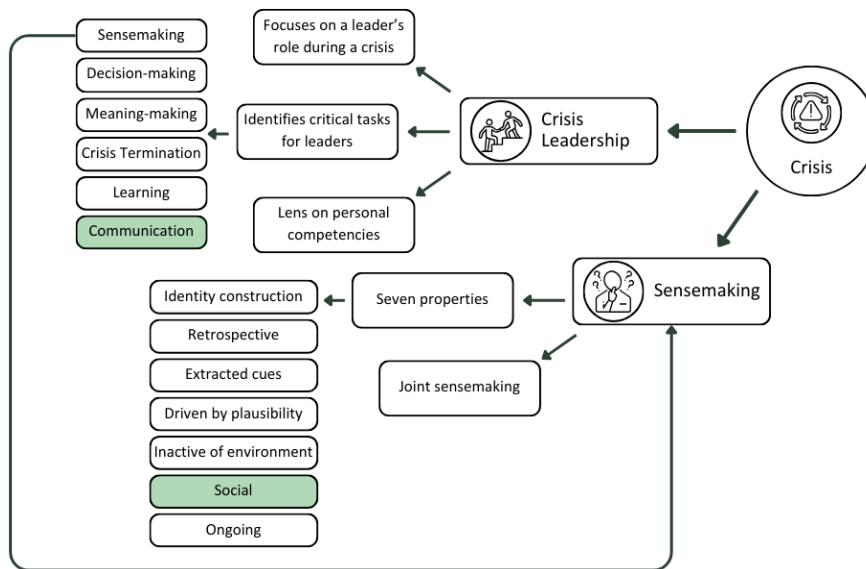 Sensemaking
Decision-making
Meaning-making
Crisis Termination
Learning
Communication
Focuses on a leader's
role during a crisis
Identifies critical tasks
for leaders
Lens on personal
competencies
Crisis
Leadership
Crisis
Sensemaking
Seven properties
Joint sensemaking
Identity construction
Retrospective
Extracted cues
Driven by plausibility
Inactive of environment
Social
Ongoing